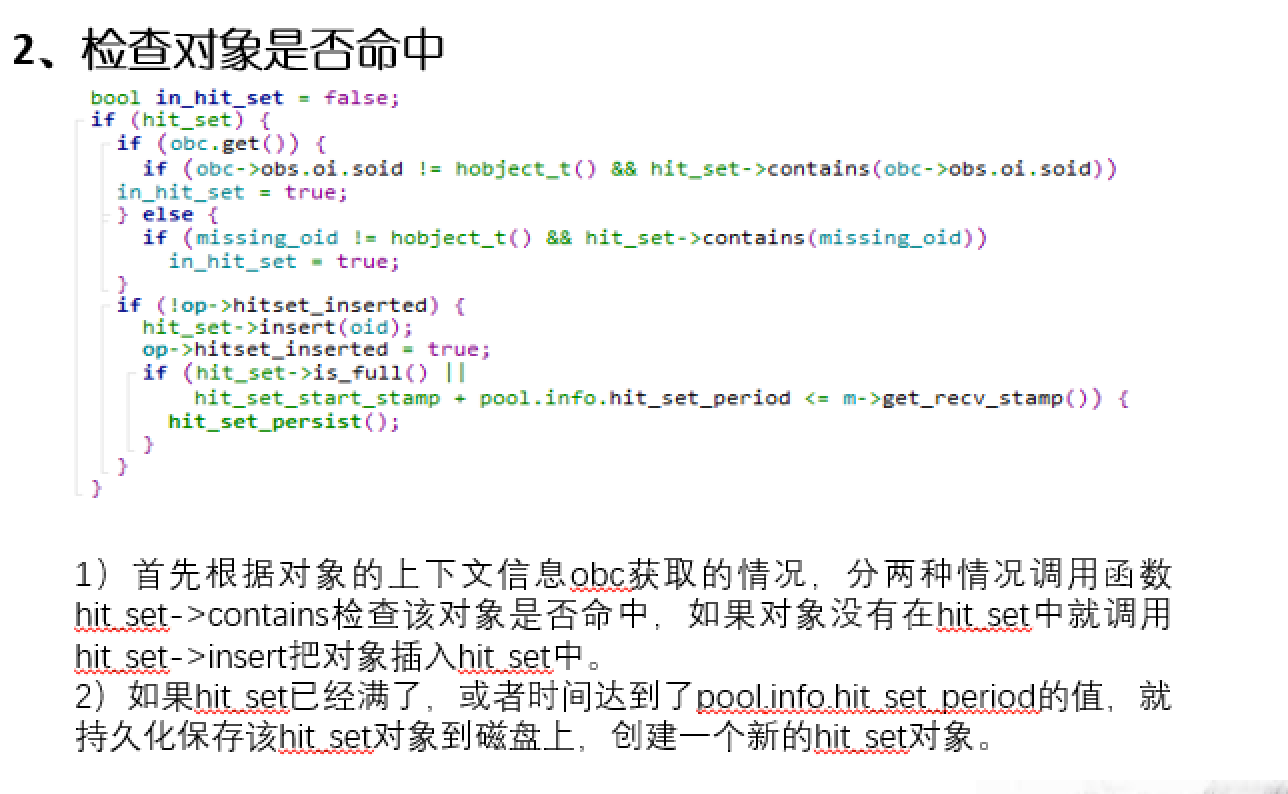 2、检查对象是否命中
bool in_hit_set = false;
if (hit_set) {
if (obc.get()) {
if (obc->obs.oi.soid != hobject_t() && hit_set->contains(obc->obs.oi.soid))
in_hit_set = true;
} else {
if (missing_oid != hobject_t() && hit_set->contains(missing_oid))
in_hit_set = true;
}
if (!op->hitset_inserted) {
hit_set->insert(oid);
op->hitset_inserted = true;
if (hit_set->is_full() ||
hit_set_start_stamp + pool.info.hit_set_period <= m->get_recv_stamp()) {
hit_set_persist();
}
}
}
1）首先根据对象的上下文信息obc获取的情况，分两种情况调用函数
hit_set->contains检查该对象是否命中，如果对象没有在hit_set中就调用
hit_set->insert把对象插入hit_set中。
2）如果hit_set已经满了，或者时间达到了pool.info.hit_set_period的值，就
持久化保存该hit_set对象到磁盘上，创建一个新的hit_set对象。